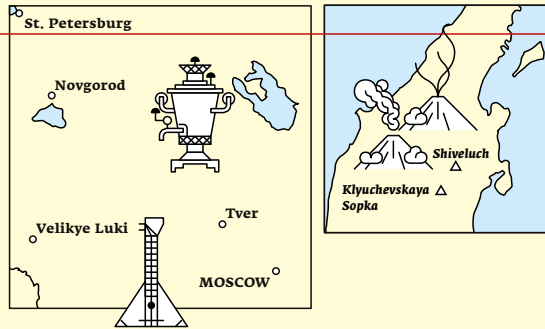 St. Petersburg
Novgorod
Velikye Luki
Tver
MOSCOW
Shiveluch
Klyuchevskaya
Sopka